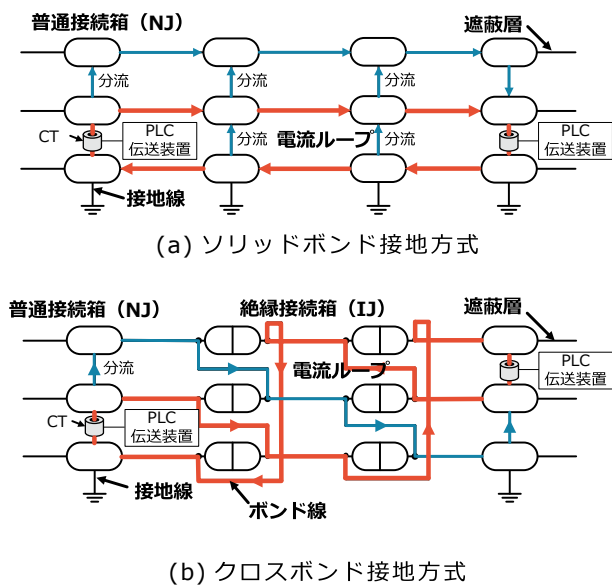 普通接続箱（NJ）
遮蔽層
分流
分流
分流
CT
PLC
伝送装置
分流
電流ループ
分流
PLC
伝送装置
接地線
(a) ソリッドボンド接地方式
普通接続箱（NJ）
絶縁接続箱（IJ）
遮蔽層
分流
電流ループ
PLC
伝送装置
CT
PLC
伝送装置
接地線
ボンド線
(b) クロスボンド接地方式